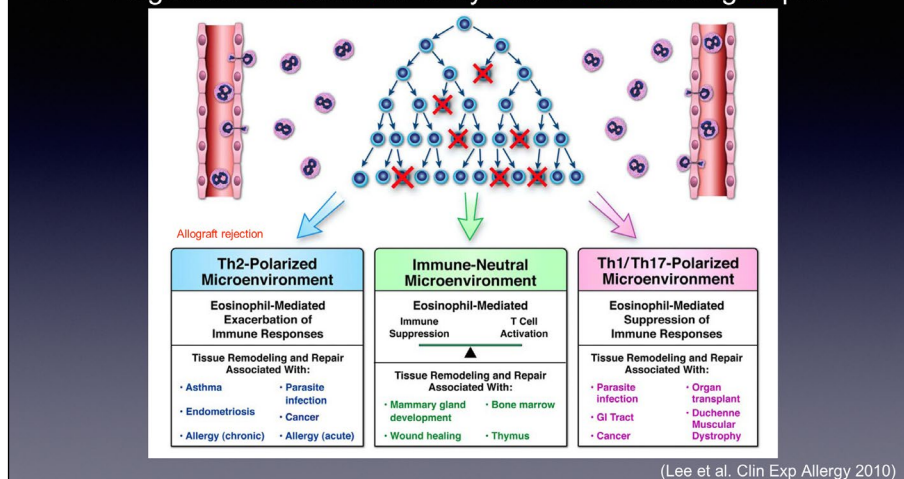 Allograft rejection
Th2-Polarized
Microenvironment
Eosinophil-Mediated
Exacerbation of
Immune Responses
Tissue Remodeling and Repair
Associated With:
• Asthma
• Endometriosis
• Allergy (chronic)
• Parasite
infection
• Cancer
• Allergy (acute)
Immune-Neutral
Microenvironment
Eosinophil-Mediated
Immune
Suppression
T Cell
Activation
Tissue Remodeling and Repair
Associated With:
• Mammary gland
development
• Wound healing
• Bone marrow
• Thymus
Th1/Th17-Polarized
Microenvironment
Eosinophil-Mediated
Suppression of
Immune Responses
Tissue Remodeling and Repair
Associated With:
• Parasite
infection
• GI Tract
• Cancer
• Organ
transplant
• Duchenne
Muscular
Dystrophy
(Lee et al. Clin Exp Allergy 2010)